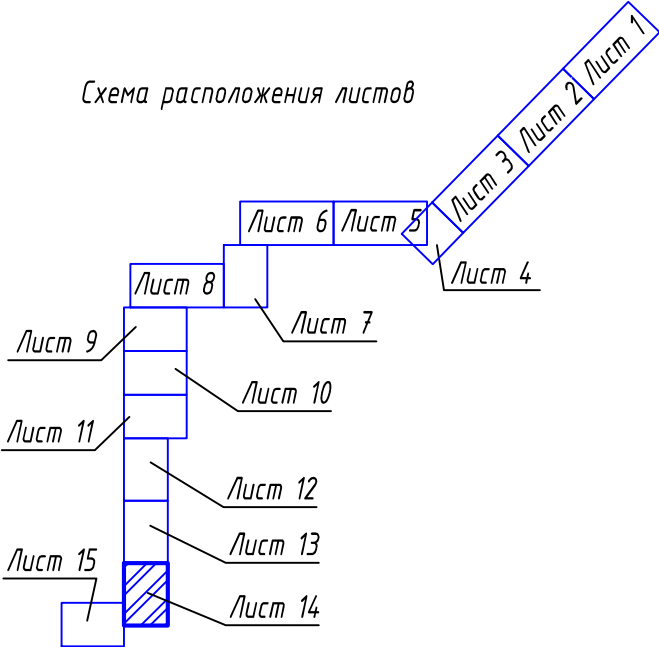 Схема расположения листов
Лист 1
Лист 2
Лист 3
Лист 4
Лист 5
Лист 6
Лист 7
Лист 8
Лист 9
Лист 10
Лист 11
Лист 12
Лист 13
Лист 14
Лист 15